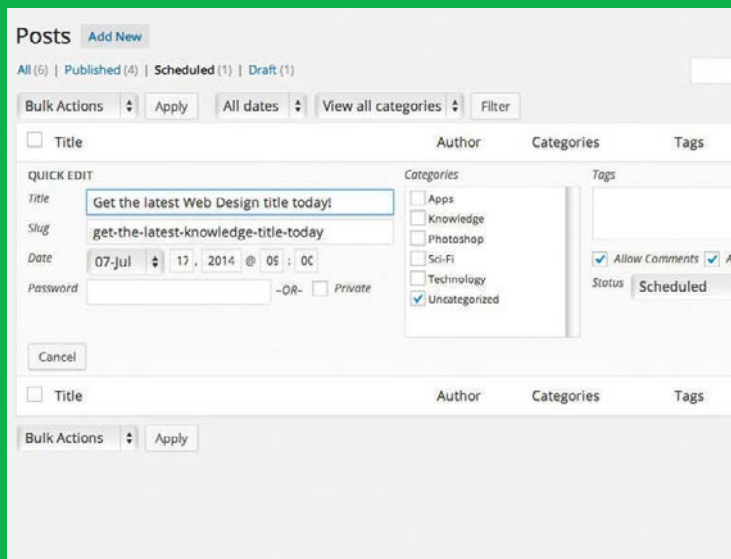 Posts Add New
All (6) | Published (4) | Scheduled (1) | Draft (1)
Bulk Actions Apply All dates View all categories Filter
Title Author Categories Tags
QUICK EDIT Categories Tags
Title Get the latest Web Design title today!
Apps
Slug get-the-latest-knowledge-title-today
Knowledge
Photoshop
Date 07-Jul 17, 2014 @ 09 : 00
Sci-Fi
Allow Comments
Technology
Password -OR- Private
Uncategorized
Status Scheduled
Cancel
Title Author Categories Tags
Bulk Actions Apply